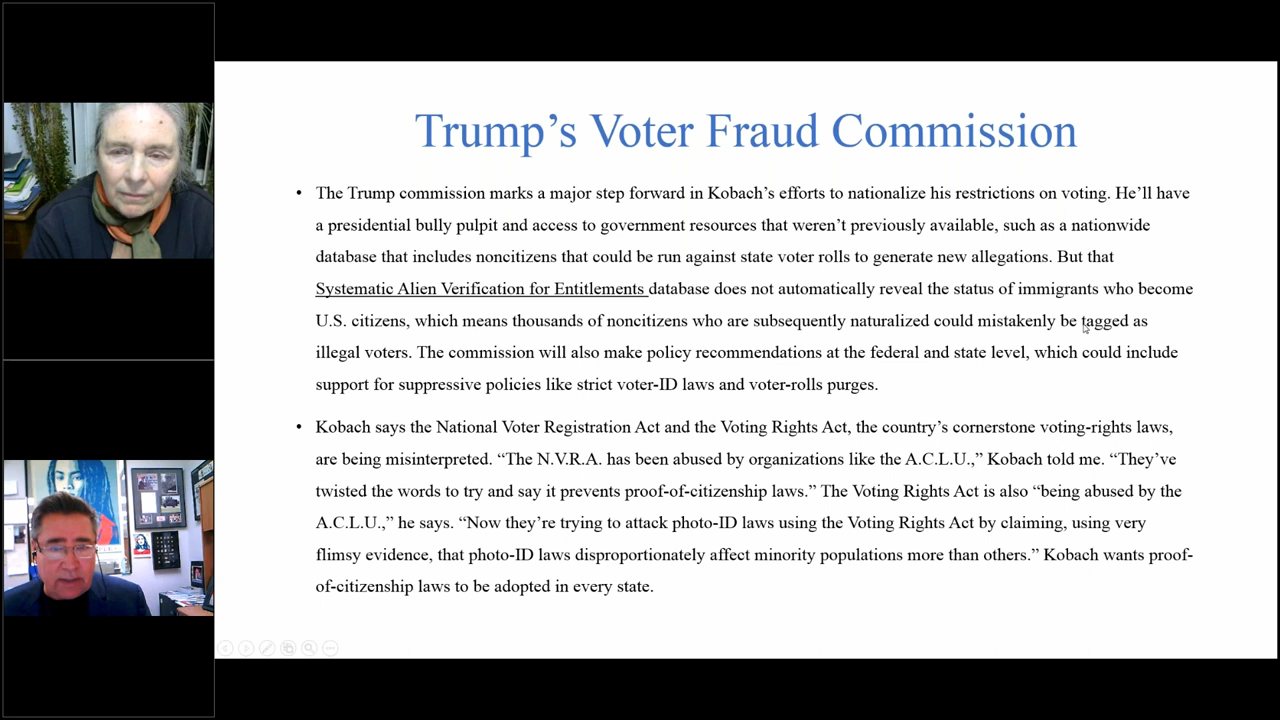 Trump’s Voter Fraud Commission
• The Trump commission marks a major step forward in Kobach’s efforts to nationalize his restrictions on voting. He’ll have
a presidential bully pulpit and access to government resources that weren’t previously available, such as a nationwide
database that includes noncitizens that could be run against state voter rolls to generate new allegations. But that
Systematic Alien Verification for Entitlements database does not automatically reveal the status of immigrants who become
U.S. citizens, which means thousands of noncitizens who are subsequently naturalized could mistakenly be tagged as
illegal voters. The commission will also make policy recommendations at the federal and state level, which could include
support for suppressive policies like strict voter-ID laws and voter-rolls purges.
• Kobach says the National Voter Registration Act and the Voting Rights Act, the country’s cornerstone voting-rights laws,
are being misinterpreted. “The N.V.R.A. has been abused by organizations like the A.C.L.U.,” Kobach told me. “They’ve
twisted the words to try and say it prevents proof-of-citizenship laws.” The Voting Rights Act is also “being abused by the
A.C.L.U.,” he says. “Now they’re trying to attack photo-ID laws using the Voting Rights Act by claiming, using very
flimsy evidence, that photo-ID laws disproportionately affect minority populations more than others.” Kobach wants proof-
of-citizenship laws to be adopted in every state.